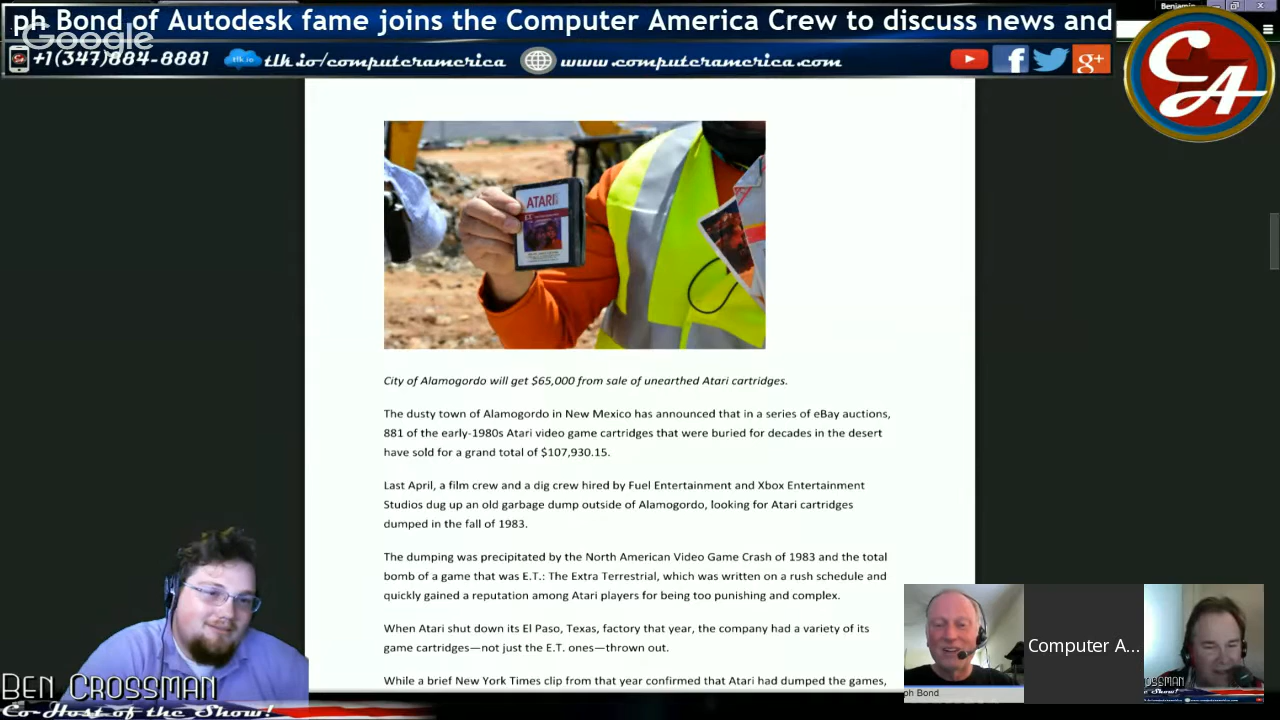 ph Bond of Autodesk fame joins the Computer America Crew to discuss news and
Google
Benjamin
+1(347)884-8881
tlk.io
tlk.io/computeramerica
www.computeramerica.com
f
g+
CA
ATARI
City of Alamogordo will get $65,000 from sale of unearthed Atari cartridges.
The dusty town of Alamogordo in New Mexico has announced that in a series of eBay auctions,
881 of the early-1980s Atari video game cartridges that were buried for decades in the desert
have sold for a grand total of $107,930.15.
Last April, a film crew and a dig crew hired by Fuel Entertainment and Xbox Entertainment
Studios dug up an old garbage dump outside of Alamogordo, looking for Atari cartridges
dumped in the fall of 1983.
The dumping was precipitated by the North American Video Game Crash of 1983 and the total
bomb of a game that was E.T.: The Extra Terrestrial, which was written on a rush schedule and
quickly gained a reputation among Atari players for being too punishing and complex.
When Atari shut down its El Paso, Texas, factory that year, the company had a variety of its
game cartridges—not just the E.T. ones—thrown out.
While a brief New York Times clip from that year confirmed that Atari had dumped the games,
Ben Crossman
Co-Host of the Show!
ph Bond
Computer A...